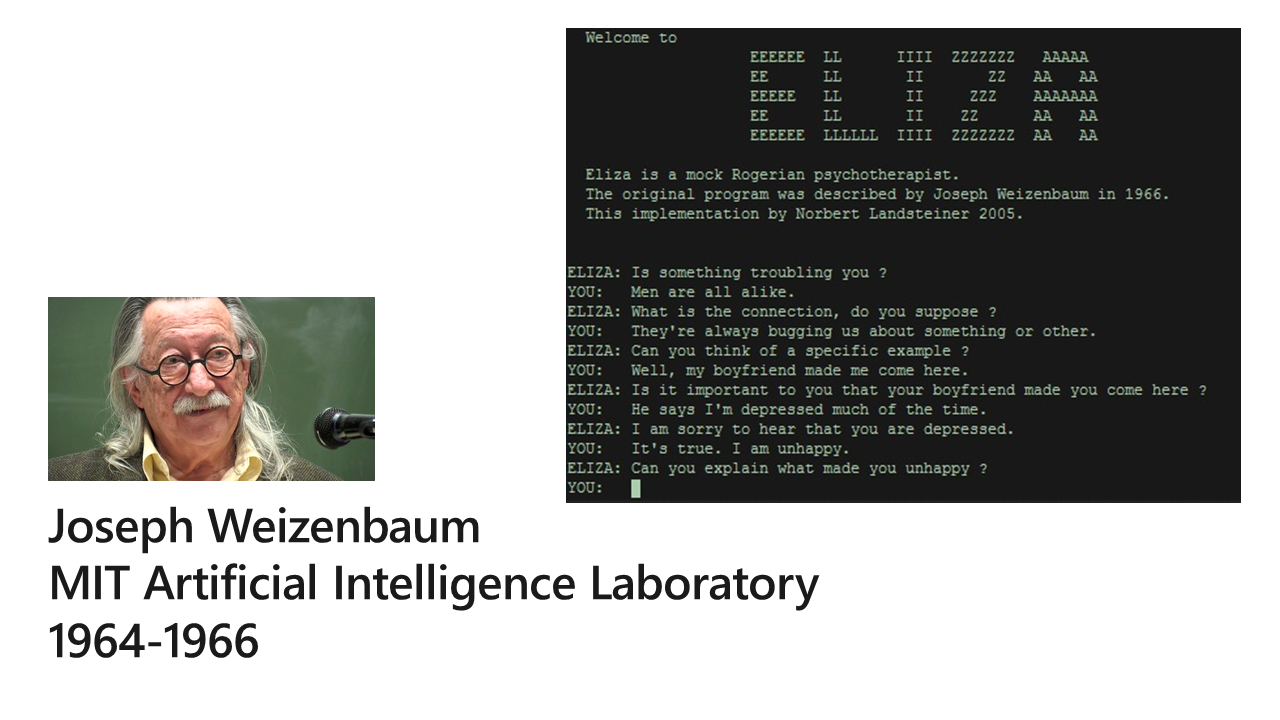 Welcome to
EEEEEE LL IIII ZZZZZZZ AAAAA
EE LL II ZZ AA AA
EEEEE LL II ZZZ AAAAAAA
EE LL II ZZ AA AA
EEEEEE LLLLLL IIII ZZZZZZZ AA AA
Eliza is a mock Rogerian psychotherapist.
The original program was described by Joseph Weizenbaum in 1966.
This implementation by Norbert Landsteiner 2005.
ELIZA: Is something troubling you ?
YOU: Men are all alike.
ELIZA: What is the connection, do you suppose ?
YOU: They're always bugging us about something or other.
ELIZA: Can you think of a specific example ?
YOU: Well, my boyfriend made me come here.
ELIZA: Is it important to you that your boyfriend made you come here ?
YOU: He says I'm depressed much of the time.
ELIZA: I am sorry to hear that you are depressed.
YOU: It's true. I am unhappy.
ELIZA: Can you explain what made you unhappy ?
YOU:
Joseph Weizenbaum
MIT Artificial Intelligence Laboratory
1964-1966